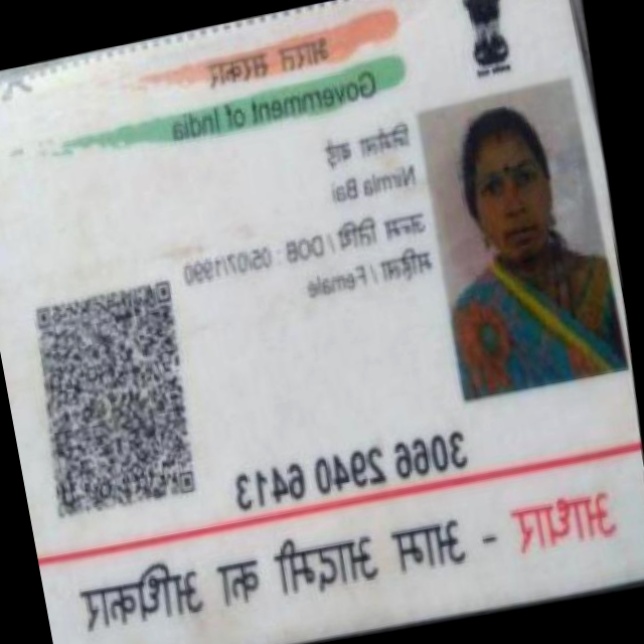 भारत सरकार
Government of India
निर्मला बाई
Nirmla Bai
जन्म तिथि / DOB : 05/07/1990
महिला / Female
3066 2940 6413
आधार - आम आदमी का अधिकार